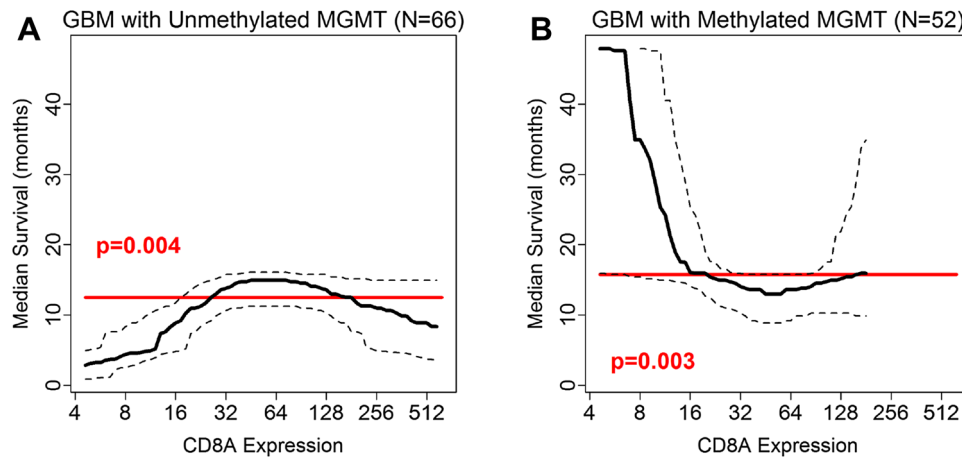 A
GBM with Unmethylated MGMT (N=66)
Median Survival (months)
0 10 20 30 40
p=0.004
4 8 16 32 64 128 256 512
CD8A Expression
B
GBM with Methylated MGMT (N=52)
Median Survival (months)
0 10 20 30 40
p=0.003
4 8 16 32 64 128 256 512
CD8A Expression